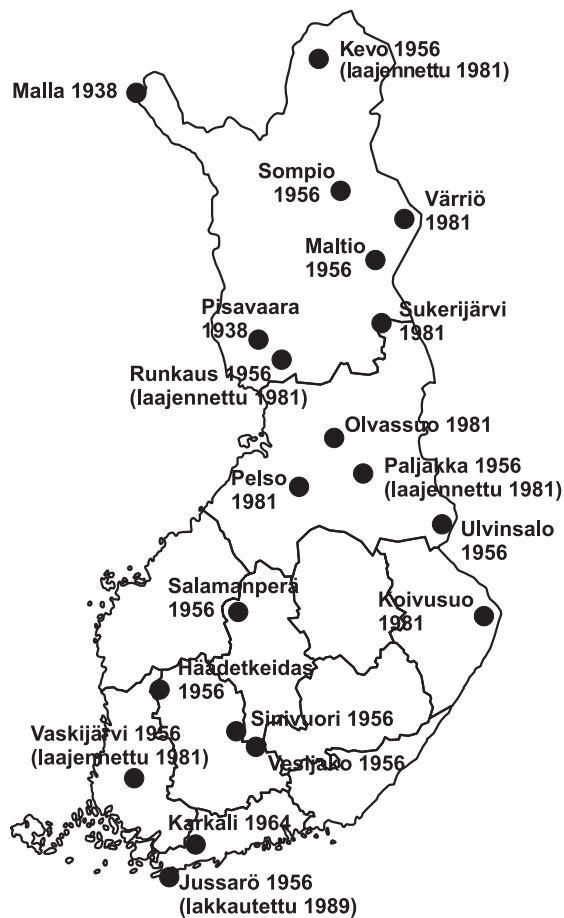 Kevo 1956
(laajennettu 1981)
Malla 1938
Sompio
1956
Värriö
1981
Maltio
1956
Pisavaara
1938
Sukerijärvi
1981
Runkaus 1956
(laajennettu 1981)
Olvassuo 1981
Paljakka 1956
(laajennettu 1981)
Pelso
1981
Ulvinsalo
1956
Salamanperä
1956
Koivusuo
1981
Häädetkeidas
1956
Sinivuori 1956
Vaskijärvi 1956
(laajennettu 1981)
Vesijako 1956
Karkali 1964
Jussarö 1956
(lakkautettu 1989)